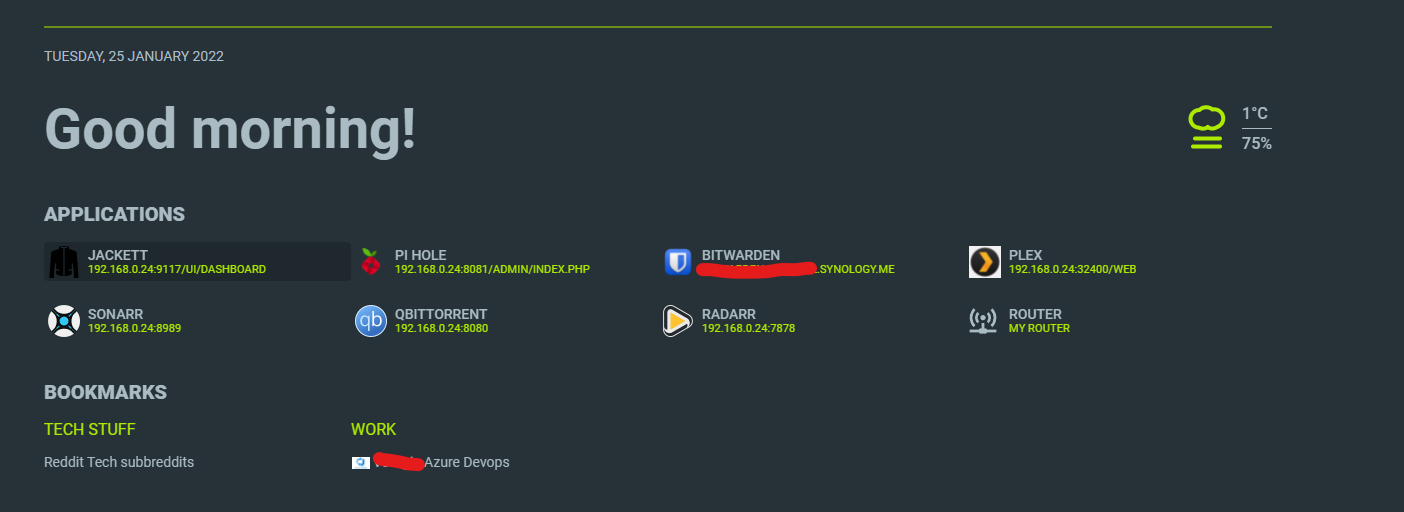 TUESDAY, 25 JANUARY 2022
Good morning!
1°C
75%
APPLICATIONS
JACKETT
192.168.0.24:9117/UI/DASHBOARD
PI HOLE
192.168.0.24:8081/ADMIN/INDEX.PHP
BITWARDEN
.SYNOLOGY.ME
PLEX
192.168.0.24:32400/WEB
SONARR
192.168.0.24:8989
qb
QBITTORRENT
192.168.0.24:8080
RADARR
192.168.0.24:7878
ROUTER
MY ROUTER
BOOKMARKS
TECH STUFF
Reddit Tech subbreddits
WORK
Azure Devops